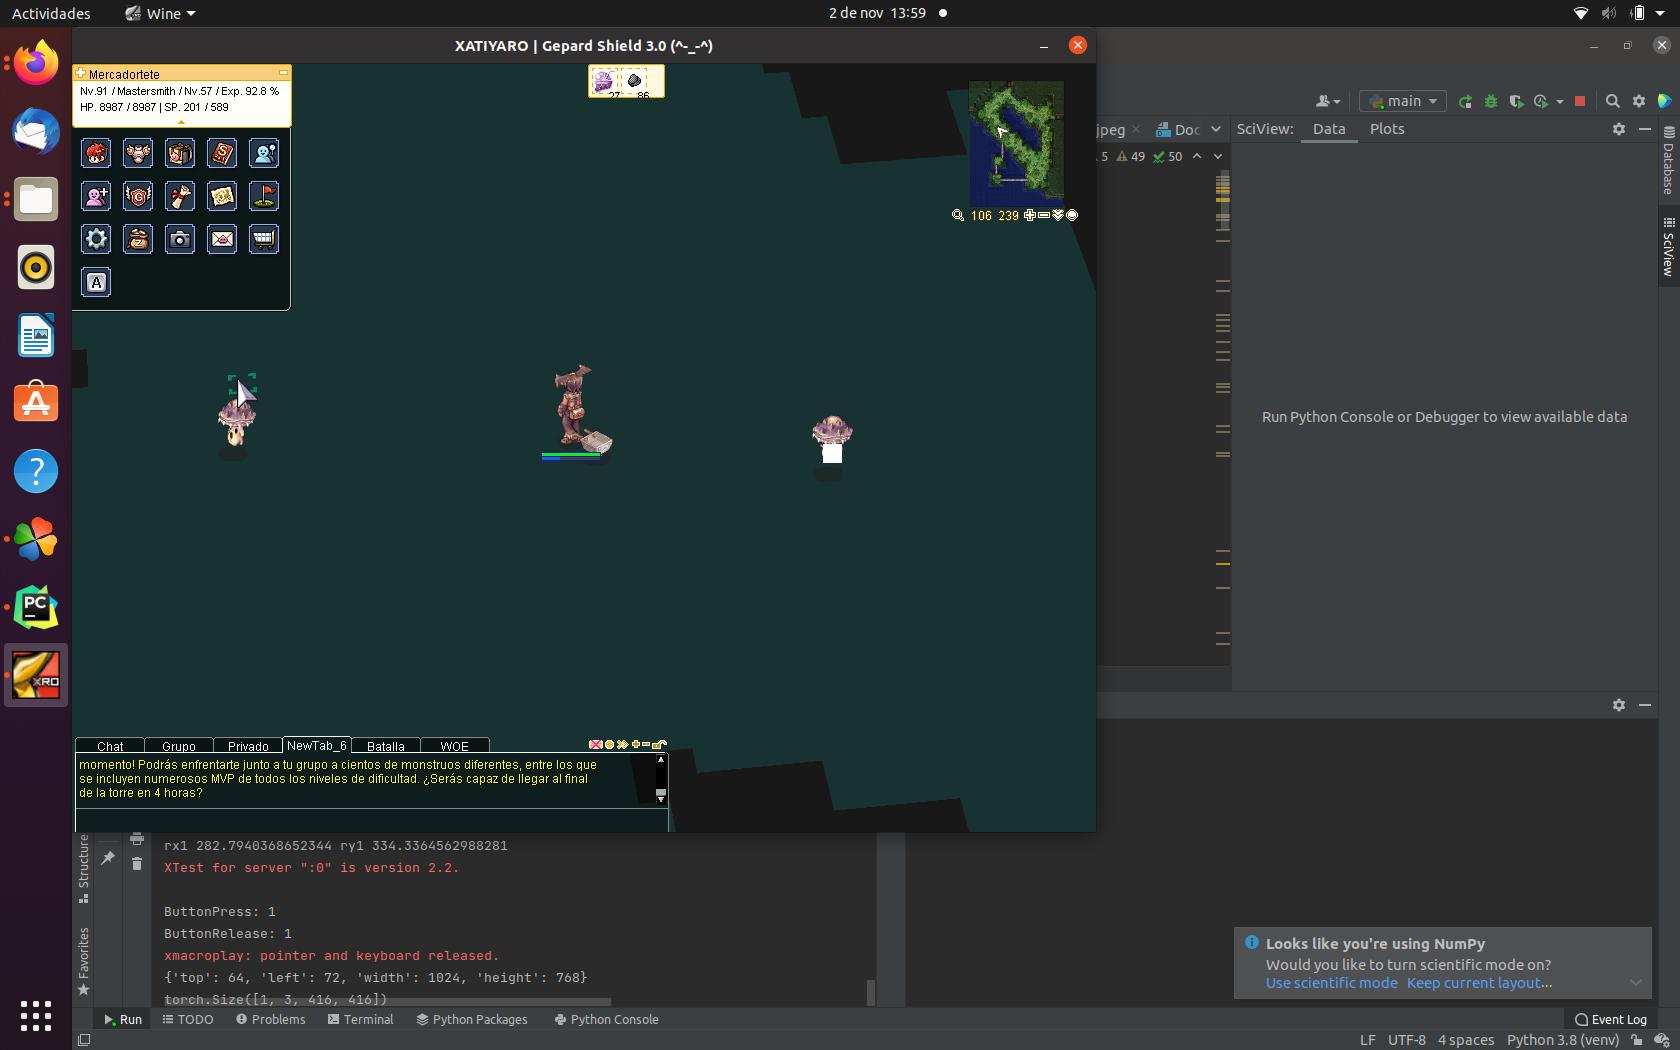 Actividades
Wine
2 de nov 13:59
XATIYARO | Gepard Shield 3.0 (^-_-^)
Mercadortete
Nv.91 / Mastersmith / Nv.57 / Exp. 92.8 %
HP. 8987 / 8987 | SP. 201 / 589
27 86
A
106 239
main
jpeg
Doc
SciView: Data Plots
5 49 50
Database
SciView
Run Python Console or Debugger to view available data
PC
XRO
Chat Grupo Privado NewTab_6 Batalla WOE
momento! Podrás enfrentarte junto a tu grupo a cientos de monstruos diferentes, entre los que
se incluyen numerosos MVP de todos los niveles de dificultad. ¿Serás capaz de llegar al final
de la torre en 4 horas?
Structure
Favorites
rx1 282.7940368652344 ry1 334.3364562988281
XTest for server ":0" is version 2.2.
ButtonPress: 1
ButtonRelease: 1
xmacroplay: pointer and keyboard released.
{'top': 64, 'left': 72, 'width': 1024, 'height': 768}
torch.Size([1, 3, 416, 416])
Looks like you're using NumPy
Would you like to turn scientific mode on?
Use scientific mode Keep current layout...
Run TODO Problems Terminal Python Packages Python Console
Event Log
LF UTF-8 4 spaces Python 3.8 (venv)